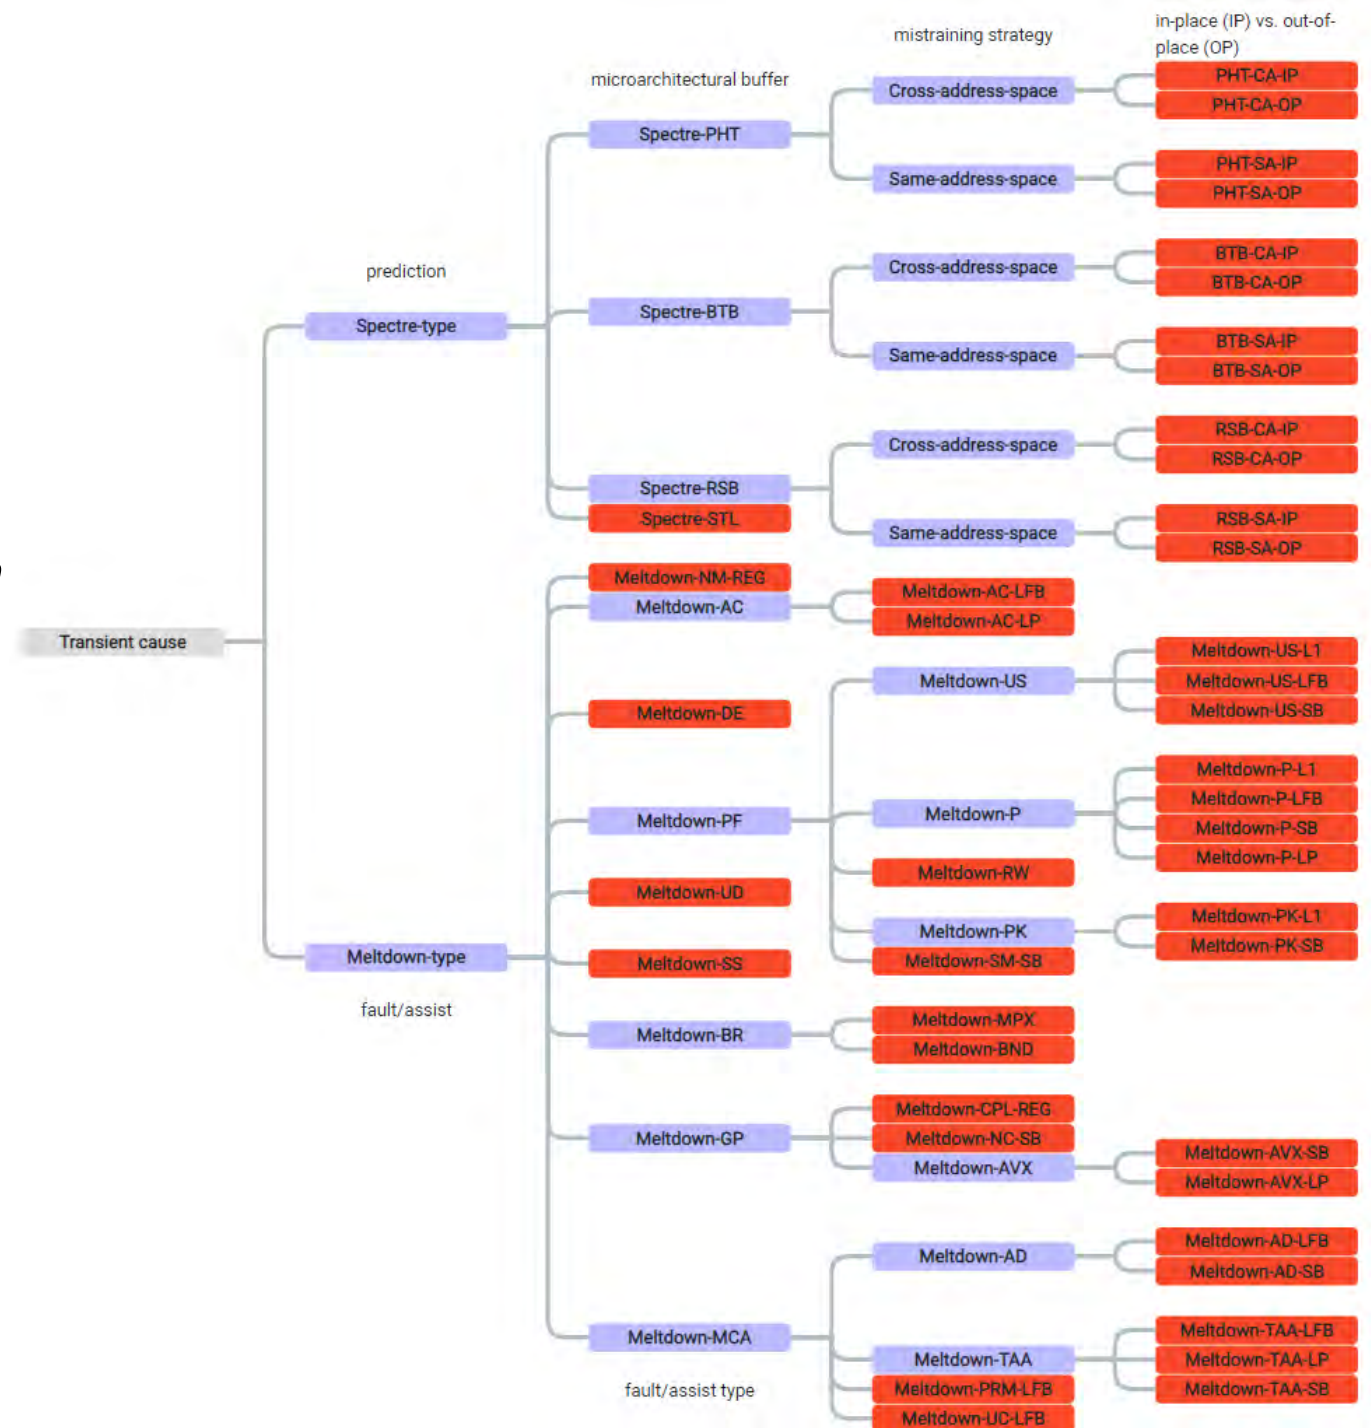 in-place (IP) vs. out-of-
place (OP)
mistraining strategy
microarchitectural buffer
prediction
Transient cause
Spectre-type
Spectre-PHT
Cross-address-space
PHT-CA-IP
PHT-CA-OP
Same-address-space
PHT-SA-IP
PHT-SA-OP
Spectre-BTB
Cross-address-space
BTB-CA-IP
BTB-CA-OP
Same-address-space
BTB-SA-IP
BTB-SA-OP
Spectre-RSB
Cross-address-space
RSB-CA-IP
RSB-CA-OP
Same-address-space
RSB-SA-IP
RSB-SA-OP
Spectre-STL
Meltdown-type
fault/assist
Meltdown-NM-REG
Meltdown-AC
Meltdown-AC-LFB
Meltdown-AC-LP
Meltdown-DE
Meltdown-PF
Meltdown-US
Meltdown-US-L1
Meltdown-US-LFB
Meltdown-US-SB
Meltdown-P
Meltdown-P-L1
Meltdown-P-LFB
Meltdown-P-SB
Meltdown-P-LP
Meltdown-RW
Meltdown-PK
Meltdown-PK-L1
Meltdown-PK-SB
Meltdown-SM-SB
Meltdown-UD
Meltdown-SS
Meltdown-BR
Meltdown-MPX
Meltdown-BND
Meltdown-GP
Meltdown-CPL-REG
Meltdown-NC-SB
Meltdown-AVX
Meltdown-AVX-SB
Meltdown-AVX-LP
Meltdown-MCA
Meltdown-AD
Meltdown-AD-LFB
Meltdown-AD-SB
Meltdown-TAA
Meltdown-TAA-LFB
Meltdown-TAA-LP
Meltdown-TAA-SB
Meltdown-PRM-LFB
Meltdown-UC-LFB
fault/assist type